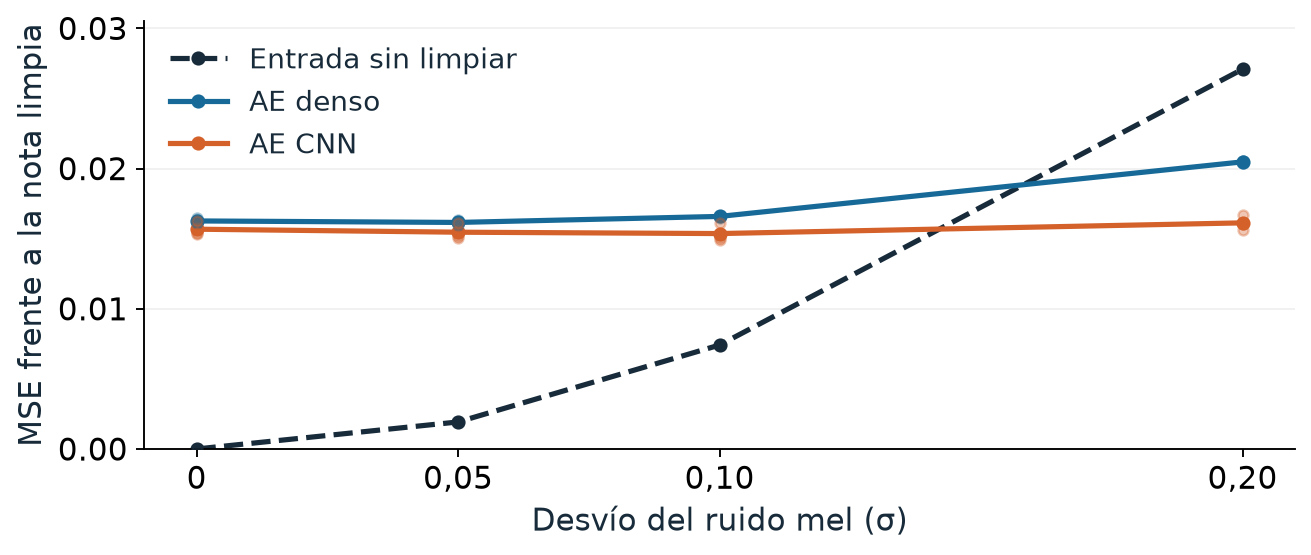 MSE frente a la nota limpia
0.03
0.02
0.01
0.00
Entrada sin limpiar
AE denso
AE CNN
0
0,05
0,10
0,20
Desvío del ruido mel (σ)